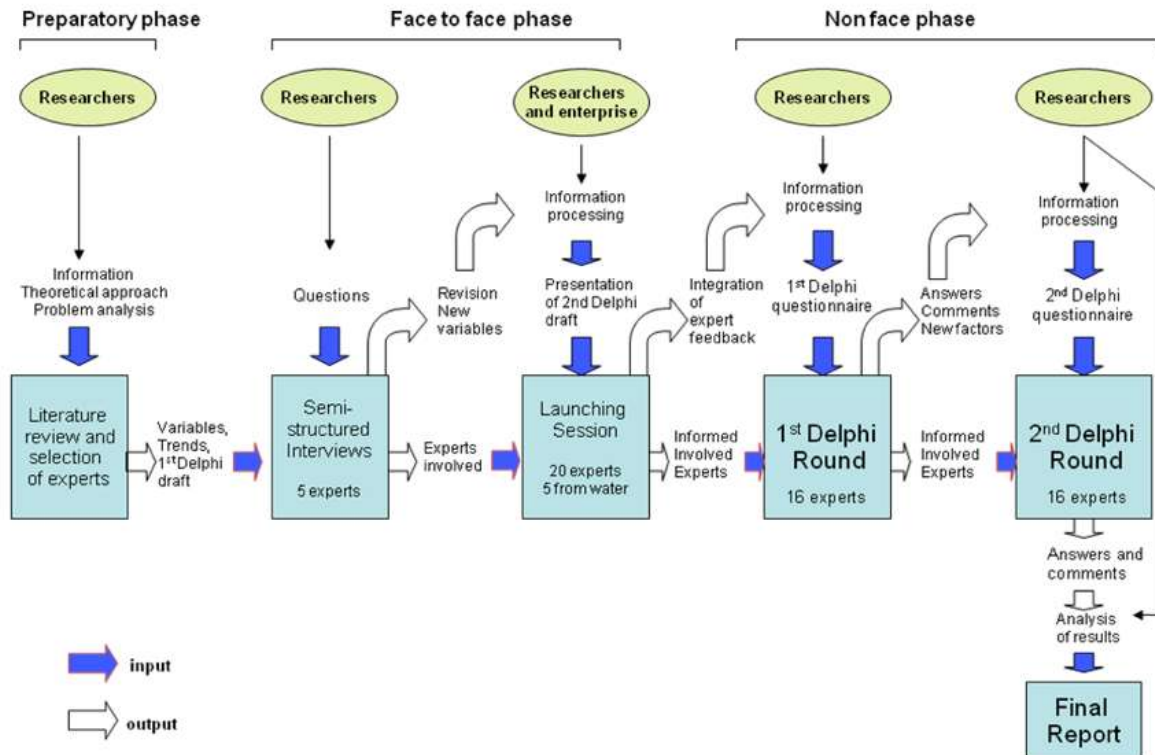 Preparatory phase
Face to face phase
Non face phase
Researchers
Researchers
Researchers
and enterprise
Researchers
Researchers
Information
Theoretical approach
Problem analysis
Questions
Revision
New
variables
Information
processing
Presentation
of 2nd Delphi
draft
Integration
of
expert
feedback
Information
processing
1st Delphi
questionnaire
Answers
Comments
New factors
Information
processing
2nd Delphi
questionnaire
Literature
review and
selection
of experts
Variables,
Trends,
1st Delphi
draft
Semi-
structured
Interviews
5 experts
Experts
involved
Launching
Session
20 experts
5 from water
Informed
Involved
Experts
1st Delphi
Round
16 experts
Informed
Involved
Experts
2nd Delphi
Round
16 experts
Answers and
comments
Analysis
of results
Final
Report
input
output